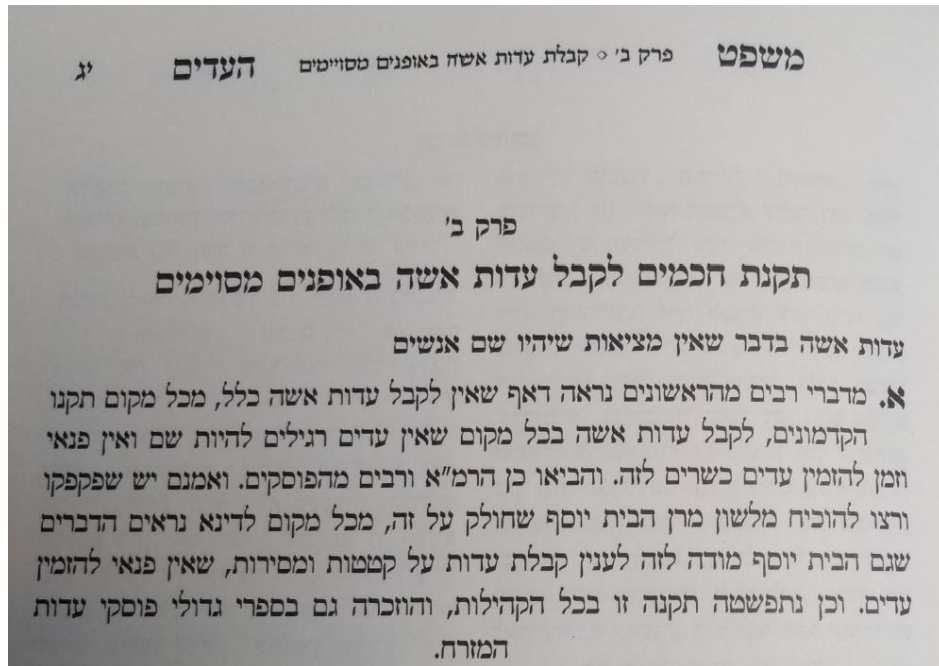 משפט פרק ב' ◦ קבלת עדות אשה באופנים מסויימים העדים יג
פרק ב'
תקנת חכמים לקבל עדות אשה באופנים מסוימים
עדות אשה בדבר שאין מציאות שיהיו שם אנשים
א. מדברי רבים מהראשונים נראה דאף שאין לקבל עדות אשה כלל, מכל מקום תקנו
הקדמונים, לקבל עדות אשה בכל מקום שאין עדים רגילים להיות שם ואין פנאי
וזמן להזמין עדים כשרים לזה. והביאו כן הרמ"א ורבים מהפוסקים. ואמנם יש שפקפקו
ורצו להוכיח מלשון מרן הבית יוסף שחולק על זה, מכל מקום לדינא נראים הדברים
שגם הבית יוסף מודה לזה לענין קבלת עדות על קטטות ומסירות, שאין פנאי להזמין
עדים. וכן נתפשטה תקנה זו בכל הקהילות, והוזכרה גם בספרי גדולי פוסקי עדות
המזרח.